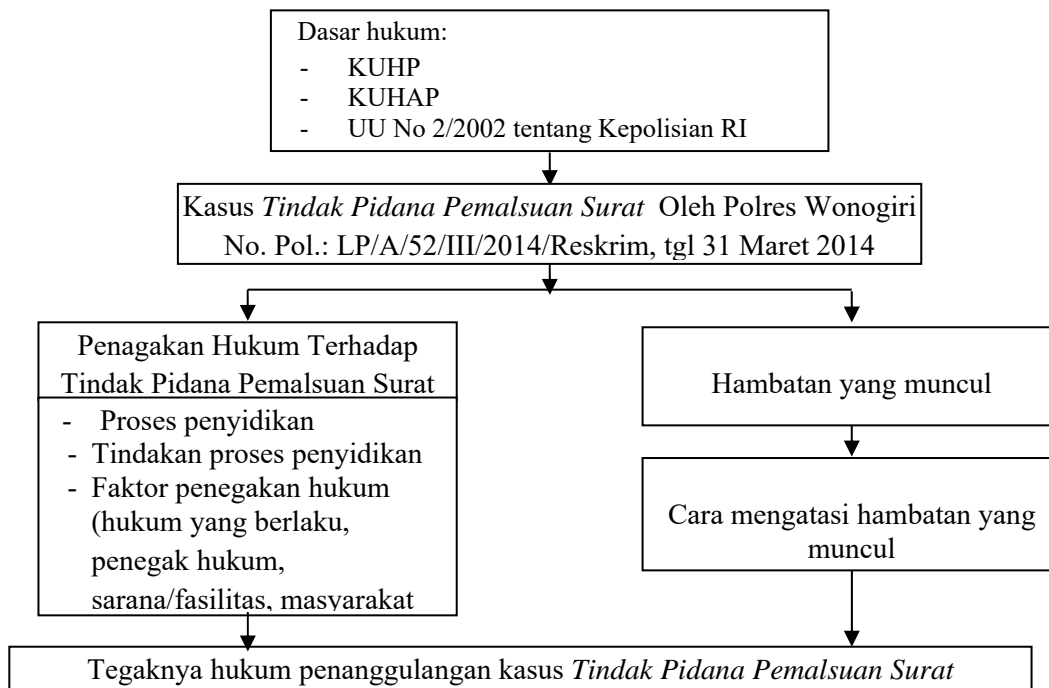 Dasar hukum:
- KUHP
- KUHAP
- UU No 2/2002 tentang Kepolisian RI
Kasus Tindak Pidana Pemalsuan Surat Oleh Polres Wonogiri
No. Pol.: LP/A/52/III/2014/Reskrim, tgl 31 Maret 2014
Penagakan Hukum Terhadap
Tindak Pidana Pemalsuan Surat
- Proses penyidikan
- Tindakan proses penyidikan
- Faktor penegakan hukum
(hukum yang berlaku,
penegak hukum,
sarana/fasilitas, masyarakat
Hambatan yang muncul
Cara mengatasi hambatan yang
muncul
Tegaknya hukum penanggulangan kasus Tindak Pidana Pemalsuan Surat